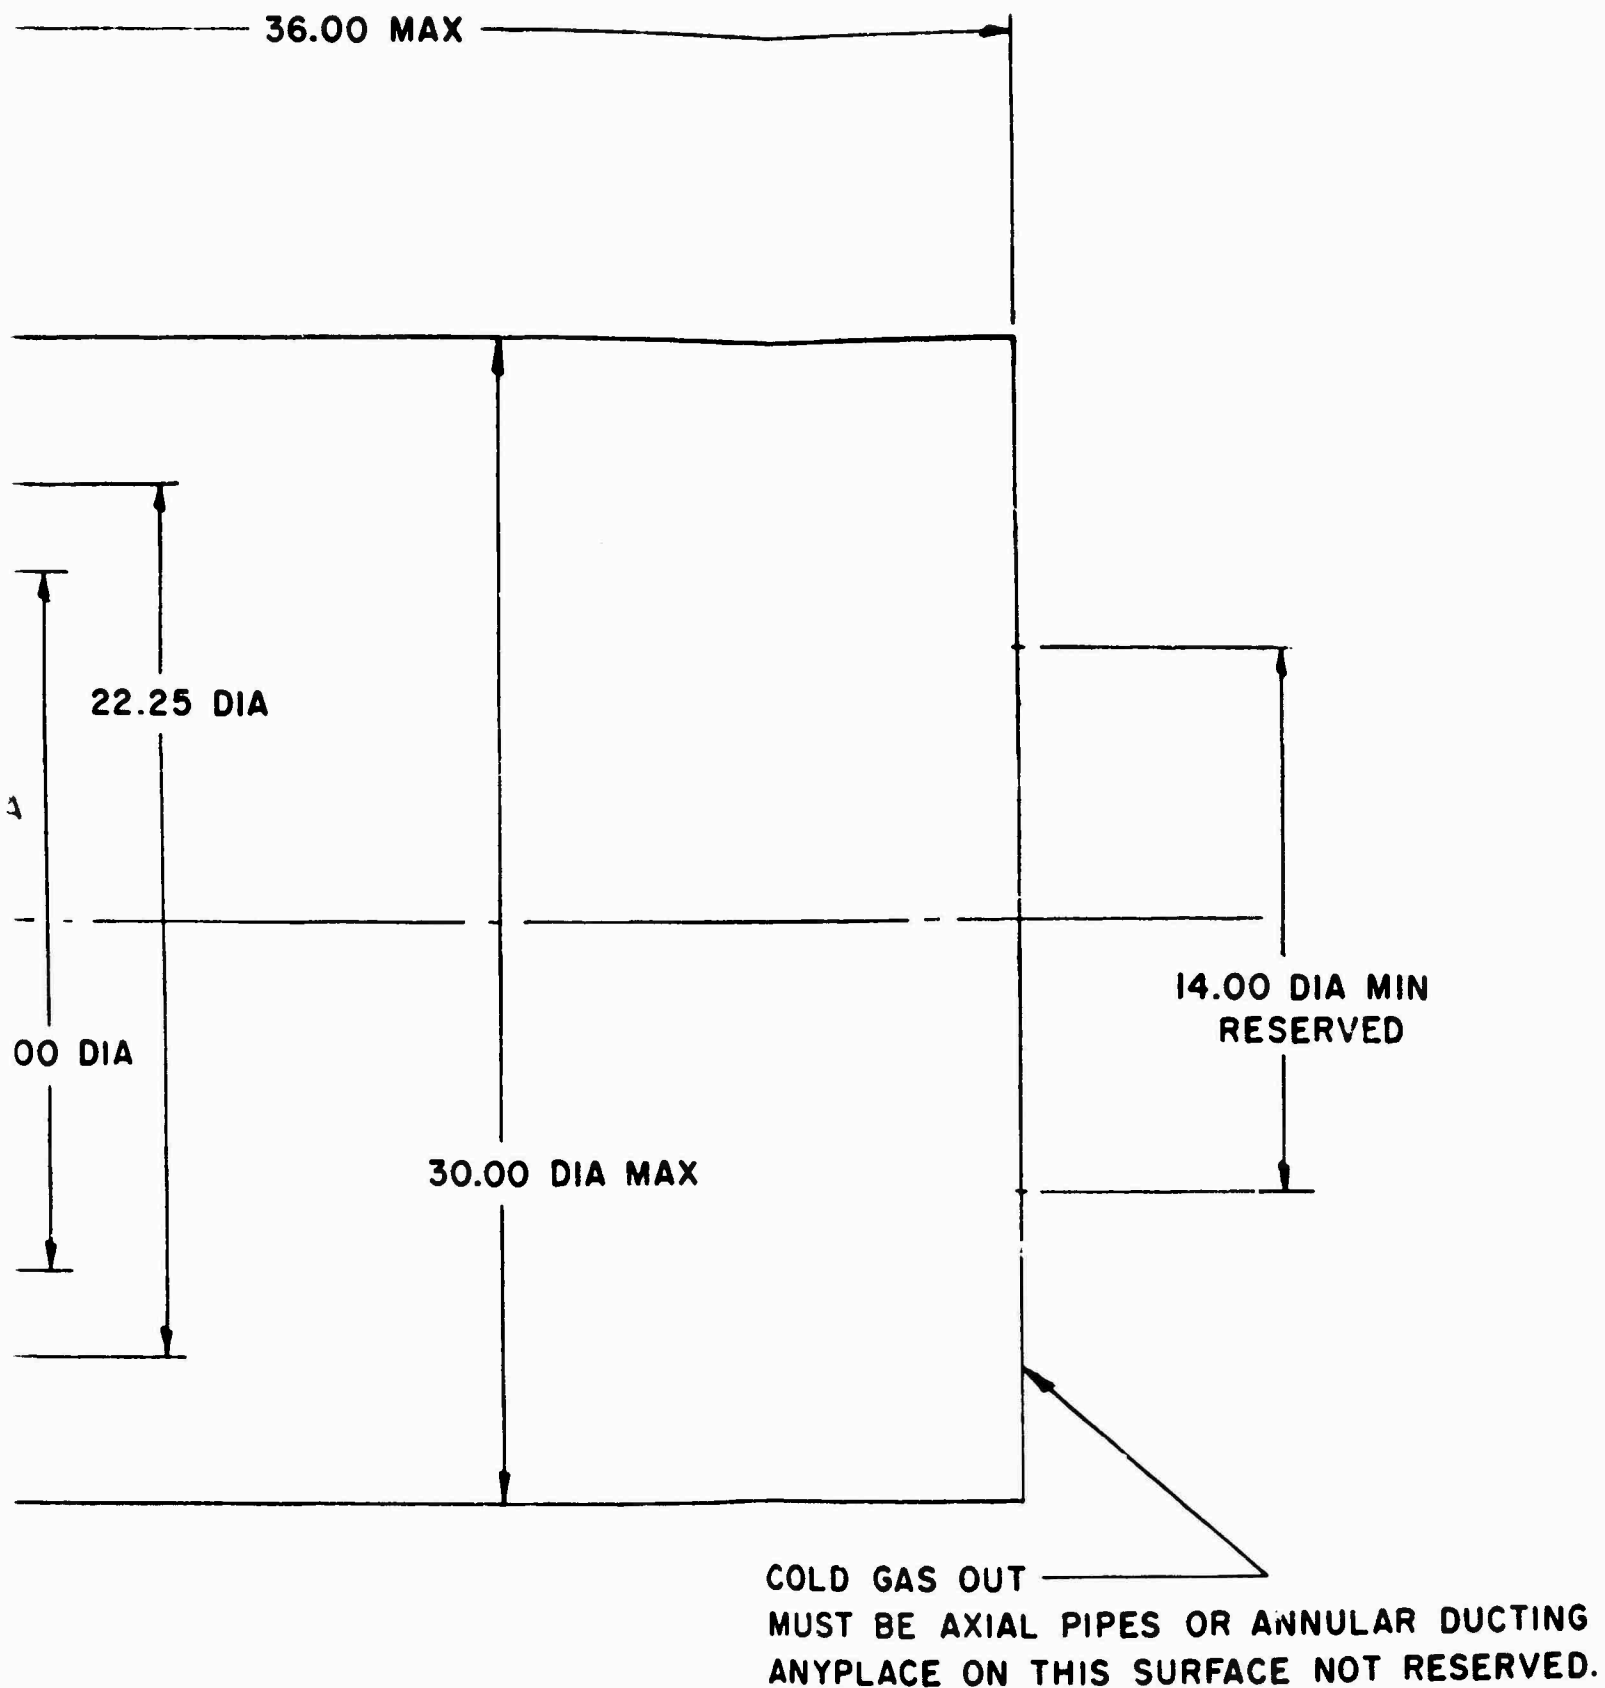 36.00 MAX
22.25 DIA
14.00 DIA MIN
RESERVED
00 DIA
30.00 DIA MAX
COLD GAS OUT
MUST BE AXIAL PIPES OR ANNULAR DUCTING
ANYPLACE ON THIS SURFACE NOT RESERVED.